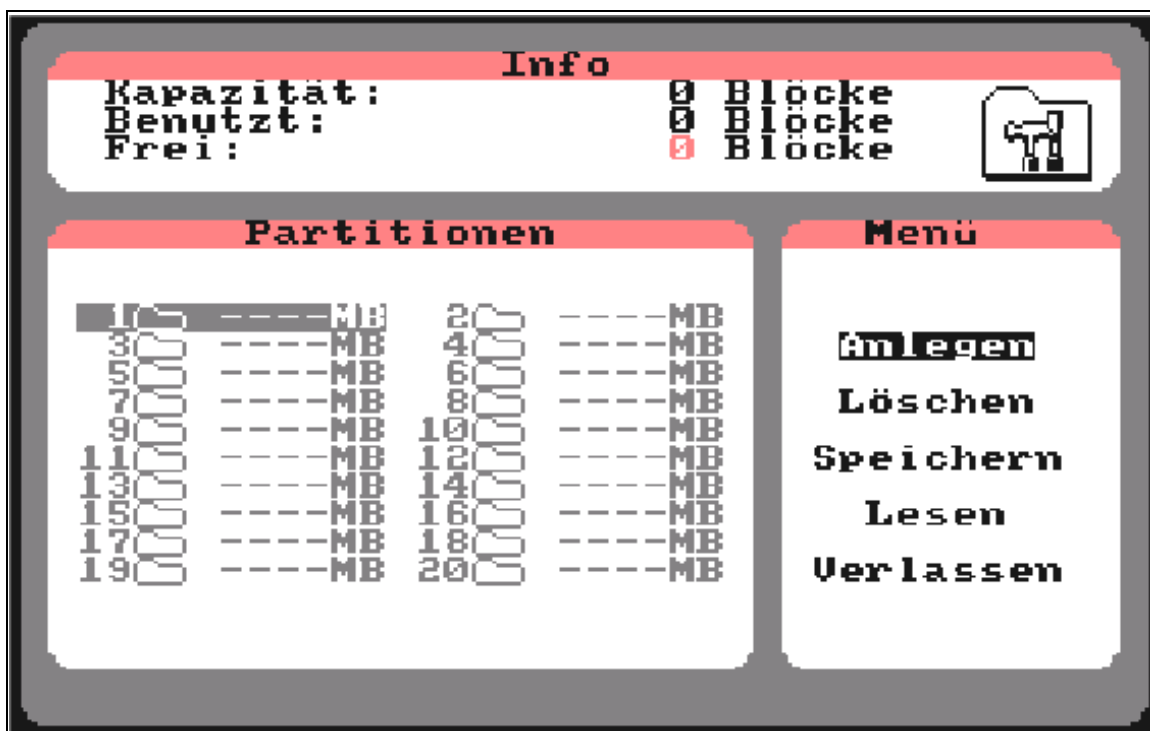 Info
Kapazität: 0 Blöcke
Benutzt: 0 Blöcke
Frei: 0 Blöcke
Partitionen
1 ----MB 2 ----MB
3 ----MB 4 ----MB
5 ----MB 6 ----MB
7 ----MB 8 ----MB
9 ----MB 10 ----MB
11 ----MB 12 ----MB
13 ----MB 14 ----MB
15 ----MB 16 ----MB
17 ----MB 18 ----MB
19 ----MB 20 ----MB
Menü
Anlegen
Löschen
Speichern
Lesen
Verlassen